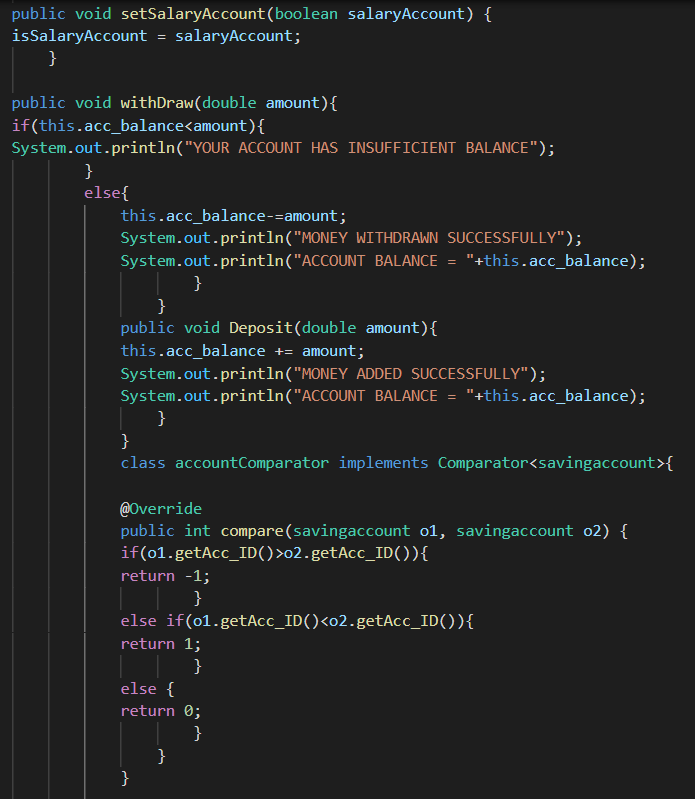 public void setSalaryAccount(boolean salaryAccount) {
isSalaryAccount = salaryAccount;
    }

public void withDraw(double amount){
if(this.acc_balance<amount){
System.out.println("YOUR ACCOUNT HAS INSUFFICIENT BALANCE");
        }
        else{
            this.acc_balance-=amount;
            System.out.println("MONEY WITHDRAWN SUCCESSFULLY");
            System.out.println("ACCOUNT BALANCE = "+this.acc_balance);
                    }
                }
            public void Deposit(double amount){
            this.acc_balance += amount;
            System.out.println("MONEY ADDED SUCCESSFULLY");
            System.out.println("ACCOUNT BALANCE = "+this.acc_balance);
                }
            }
            class accountComparator implements Comparator<savingaccount>{

            @Override
            public int compare(savingaccount o1, savingaccount o2) {
            if(o1.getAcc_ID()>o2.getAcc_ID()){
            return -1;
                    }
            else if(o1.getAcc_ID()<o2.getAcc_ID()){
            return 1;
                    }
            else {
            return 0;
                    }
                }
            }